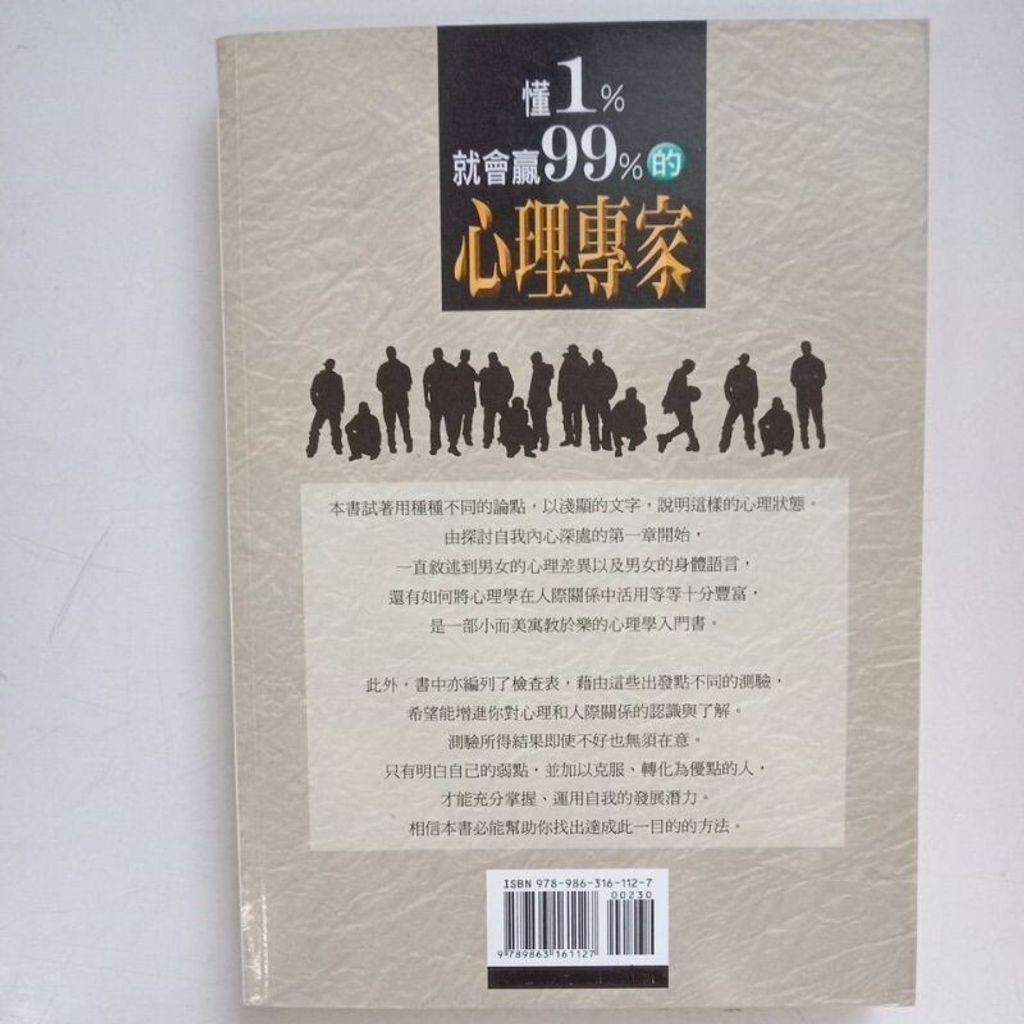 懂1%
就會贏99%的
心理專家
本書試著用種種不同的論點，以淺顯的文字，說明這樣的心理狀態。
由探討自我內心深處的第一章開始，
一直敘述到男女的心理差異以及男女的身體語言，
還有如何將心理學在人際關係中活用等等十分豐富，
是一部小而美寓教於樂的心理學入門書。
此外，書中亦編列了檢查表，藉由這些出發點不同的測驗，
希望能增進你對心理和人際關係的認識與了解。
測驗所得結果即使不好也無須在意。
只有明白自己的弱點，並加以克服、轉化為優點的人，
才能充分掌握、運用自我的發展潛力。
相信本書必能幫助你找出達成此一目的的方法。
ISBN 978-986-316-112-7
00230
9789863161127